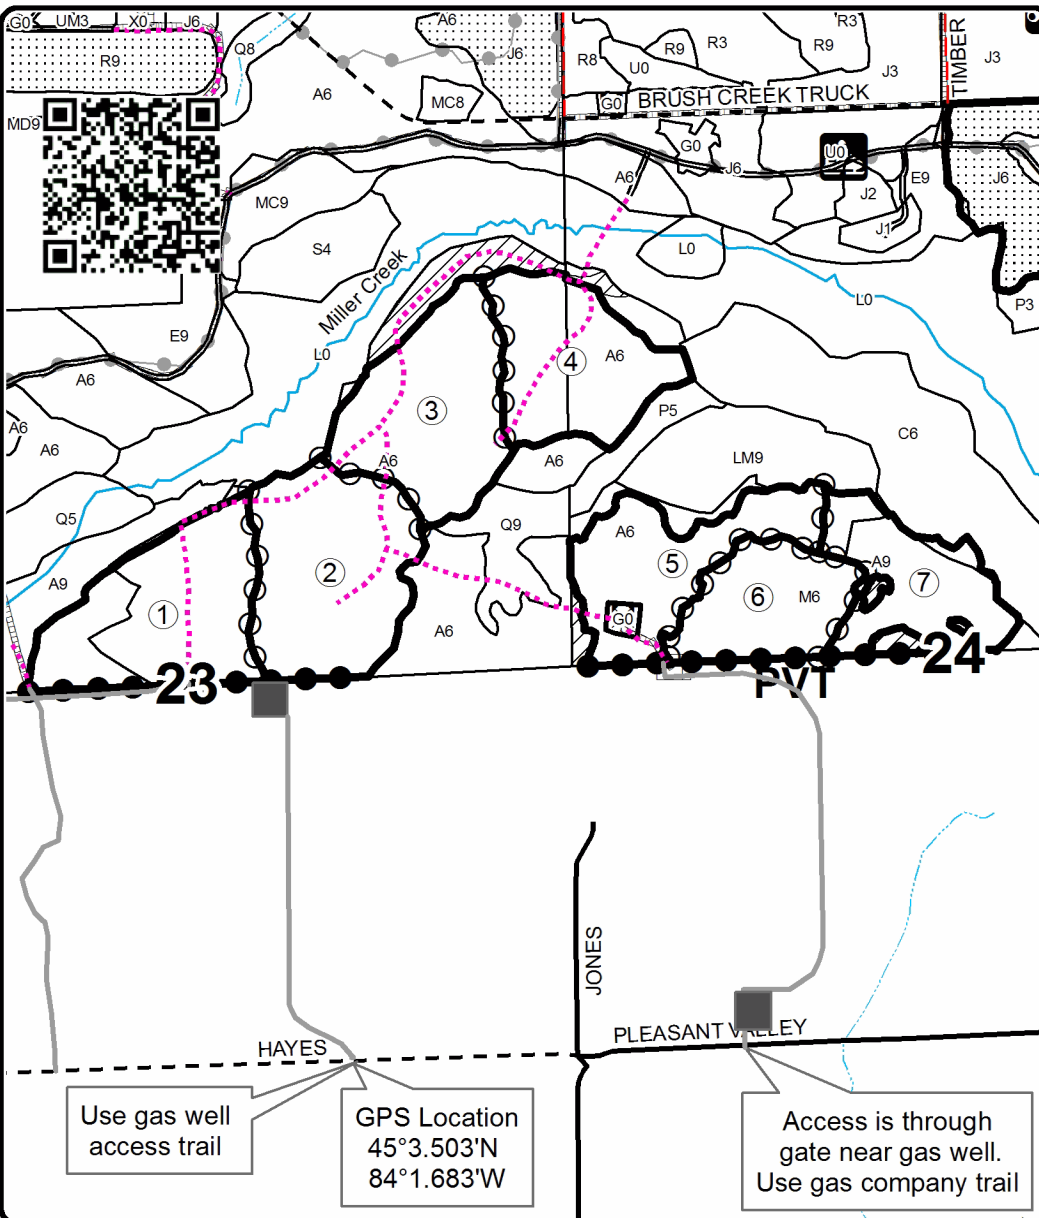 G0
UM3
X0
J6
Q8
A6
J6
R3
R9
R3
R9
R8
U0
J3
TIMBER
J3
R9
A6
MC8
G0
BRUSH CREEK TRUCK
MD9
G0
U0
A6
J6
J2
E9
J6
MC9
J1
S4
Miller Creek
L0
L0
P3
E9
L0
A6
4
A6
3
P5
A6
A6
C6
A6
A6
LM9
Q5
Q9
A6
5
A9
2
A9
7
1
6
M6
G0
A6
23
24
PVT
JONES
HAYES
PLEASANT VALLEY
Use gas well
access trail
GPS Location
45°3.503'N
84°1.683'W
Access is through
gate near gas well.
Use gas company trail